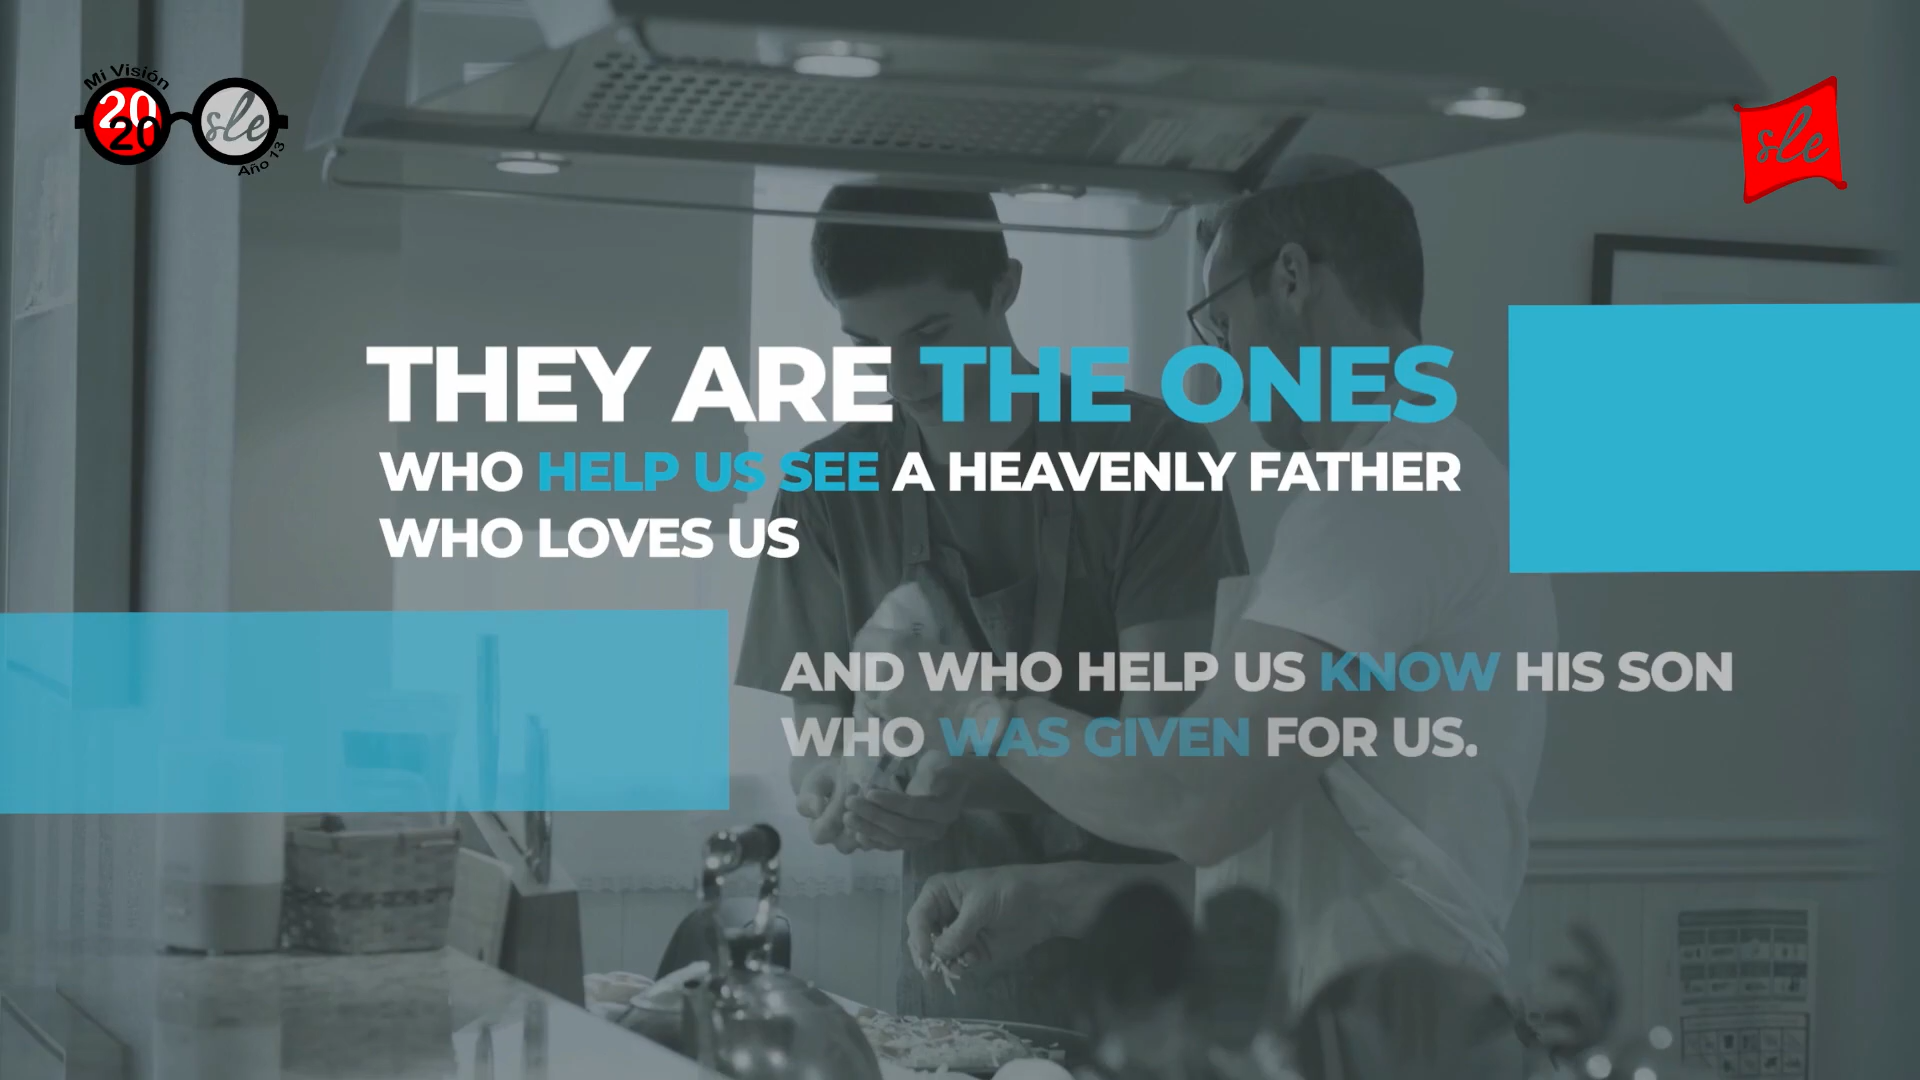 Mi Visión
2020
sle
Año 13
sle
THEY ARE THE ONES
WHO HELP US SEE A HEAVENLY FATHER
WHO LOVES US
AND WHO HELP US KNOW HIS SON
WHO WAS GIVEN FOR US.